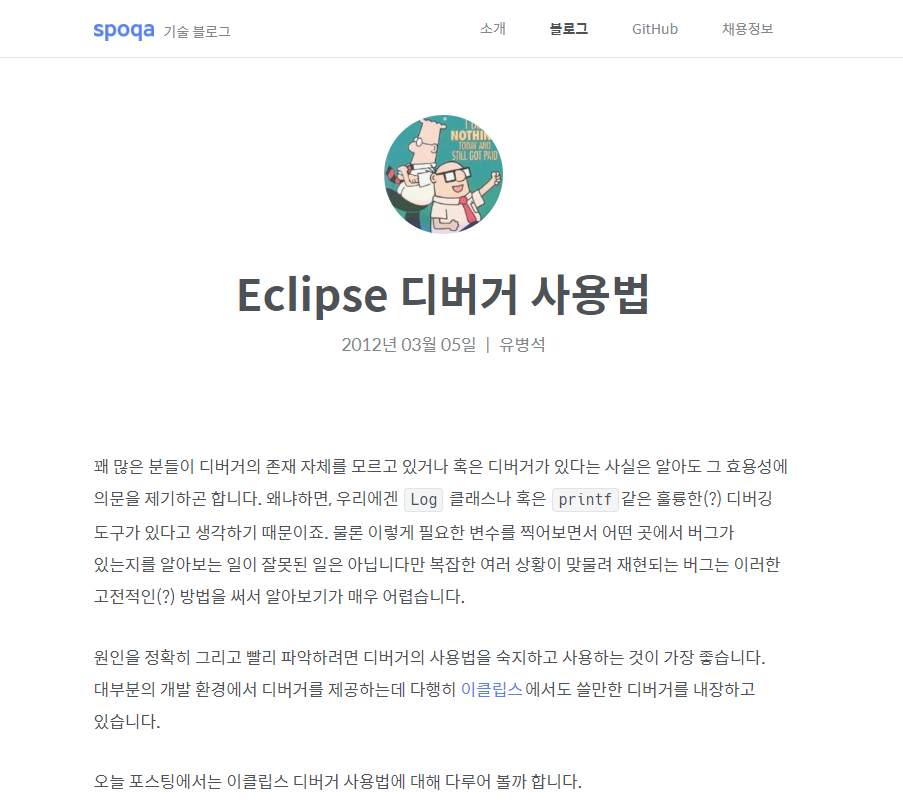 spoqa 기술 블로그
소개 블로그 GitHub 채용정보
NOTHIN
TODAY AND
STILL GOT PAID
Eclipse 디버거 사용법
2012년 03월 05일 | 유병석
꽤 많은 분들이 디버거의 존재 자체를 모르고 있거나 혹은 디버거가 있다는 사실은 알아도 그 효용성에
의문을 제기하곤 합니다. 왜냐하면, 우리에겐 Log 클래스나 혹은 printf 같은 훌륭한(?) 디버깅
도구가 있다고 생각하기 때문이죠. 물론 이렇게 필요한 변수를 찍어보면서 어떤 곳에서 버그가
있는지를 알아보는 일이 잘못된 일은 아닙니다만 복잡한 여러 상황이 맞물려 재현되는 버그는 이러한
고전적인(?) 방법을 써서 알아보기가 매우 어렵습니다.
원인을 정확히 그리고 빨리 파악하려면 디버거의 사용법을 숙지하고 사용하는 것이 가장 좋습니다.
대부분의 개발 환경에서 디버거를 제공하는데 다행히 이클립스에서도 쓸만한 디버거를 내장하고
있습니다.
오늘 포스팅에서는 이클립스 디버거 사용법에 대해 다루어 볼까 합니다.